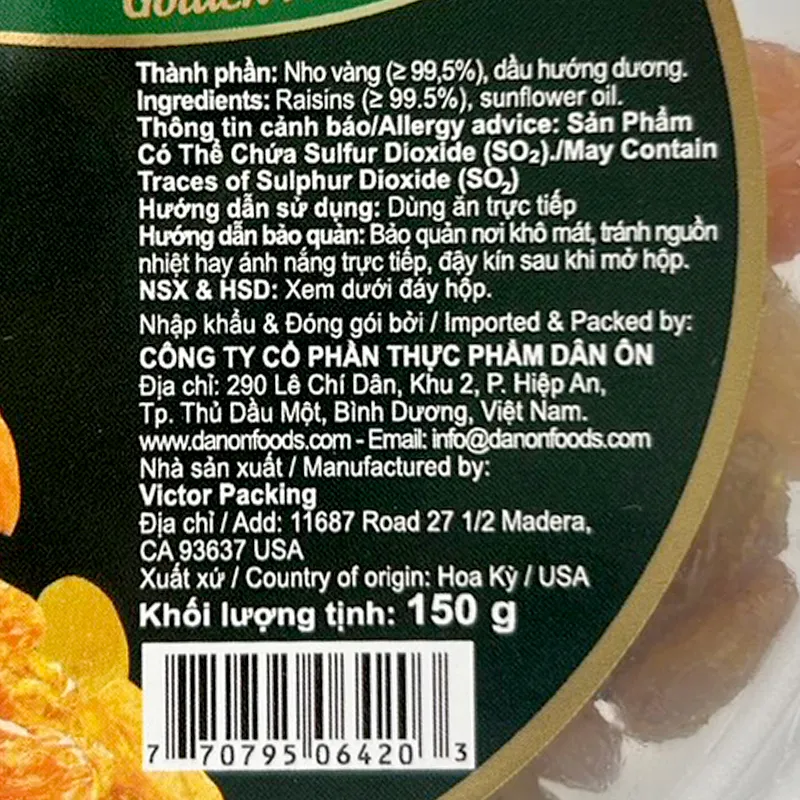 Golden
Thành phần: Nho vàng (≥ 99,5%), dầu hướng dương.
Ingredients: Raisins (≥ 99.5%), sunflower oil.
Thông tin cảnh báo/Allergy advice: Sản Phẩm
Có Thể Chứa Sulfur Dioxide (SO₂)./May Contain
Traces of Sulphur Dioxide (SO₂)
Hướng dẫn sử dụng: Dùng ăn trực tiếp
Hướng dẫn bảo quản: Bảo quản nơi khô mát, tránh nguồn
nhiệt hay ánh nắng trực tiếp, đậy kín sau khi mở hộp.
NSX & HSD: Xem dưới đáy hộp.
Nhập khẩu & Đóng gói bởi / Imported & Packed by:
CÔNG TY CỔ PHẦN THỰC PHẨM DÂN ÔN
Địa chỉ: 290 Lê Chí Dân, Khu 2, P. Hiệp An,
Tp. Thủ Dầu Một, Bình Dương, Việt Nam.
www.danonfoods.com - Email: info@danonfoods.com
Nhà sản xuất / Manufactured by:
Victor Packing
Địa chỉ / Add: 11687 Road 27 1/2 Madera,
CA 93637 USA
Xuất xứ / Country of origin: Hoa Kỳ / USA
Khối lượng tịnh: 150 g
7 70795 06420 3